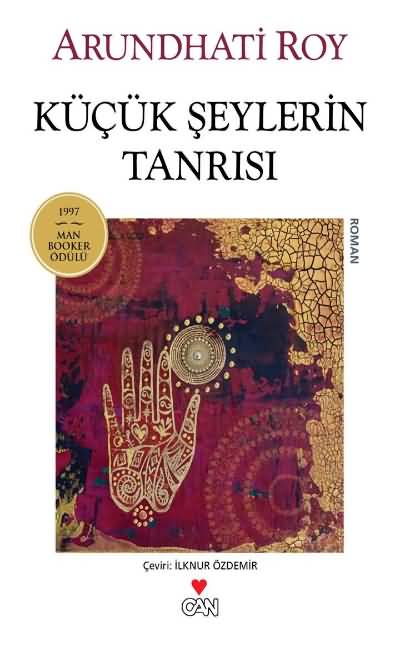 ARUNDHATİ ROY
KÜÇÜK ŞEYLERİN
TANRISI
1997
MAN
BOOKER
ÖDÜLÜ
ROMAN
Çeviri: İLKNUR ÖZDEMİR
CAN